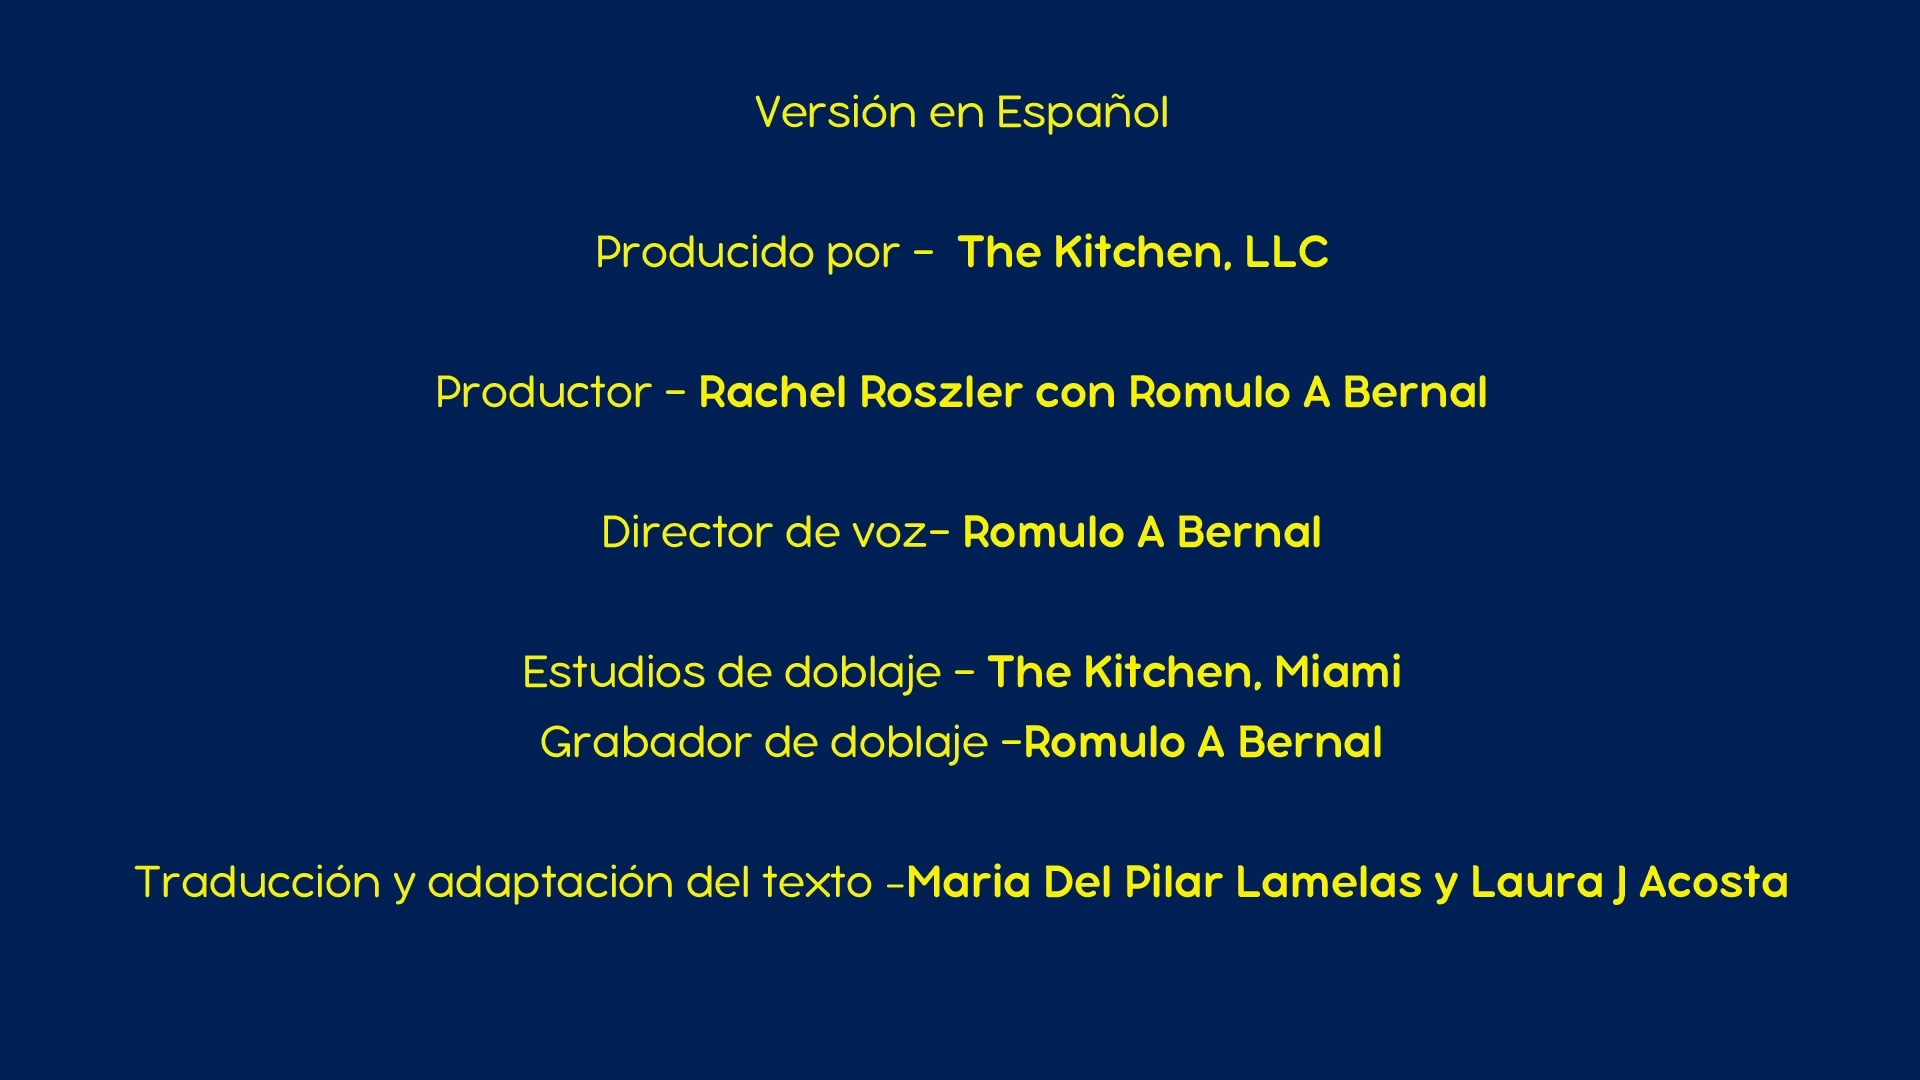 Versión en Español
Producido por -  The Kitchen, LLC
Productor - Rachel Roszler con Romulo A Bernal
Director de voz- Romulo A Bernal
Estudios de doblaje - The Kitchen, Miami
Grabador de doblaje -Romulo A Bernal
Traducción y adaptación del texto -Maria Del Pilar Lamelas y Laura J Acosta